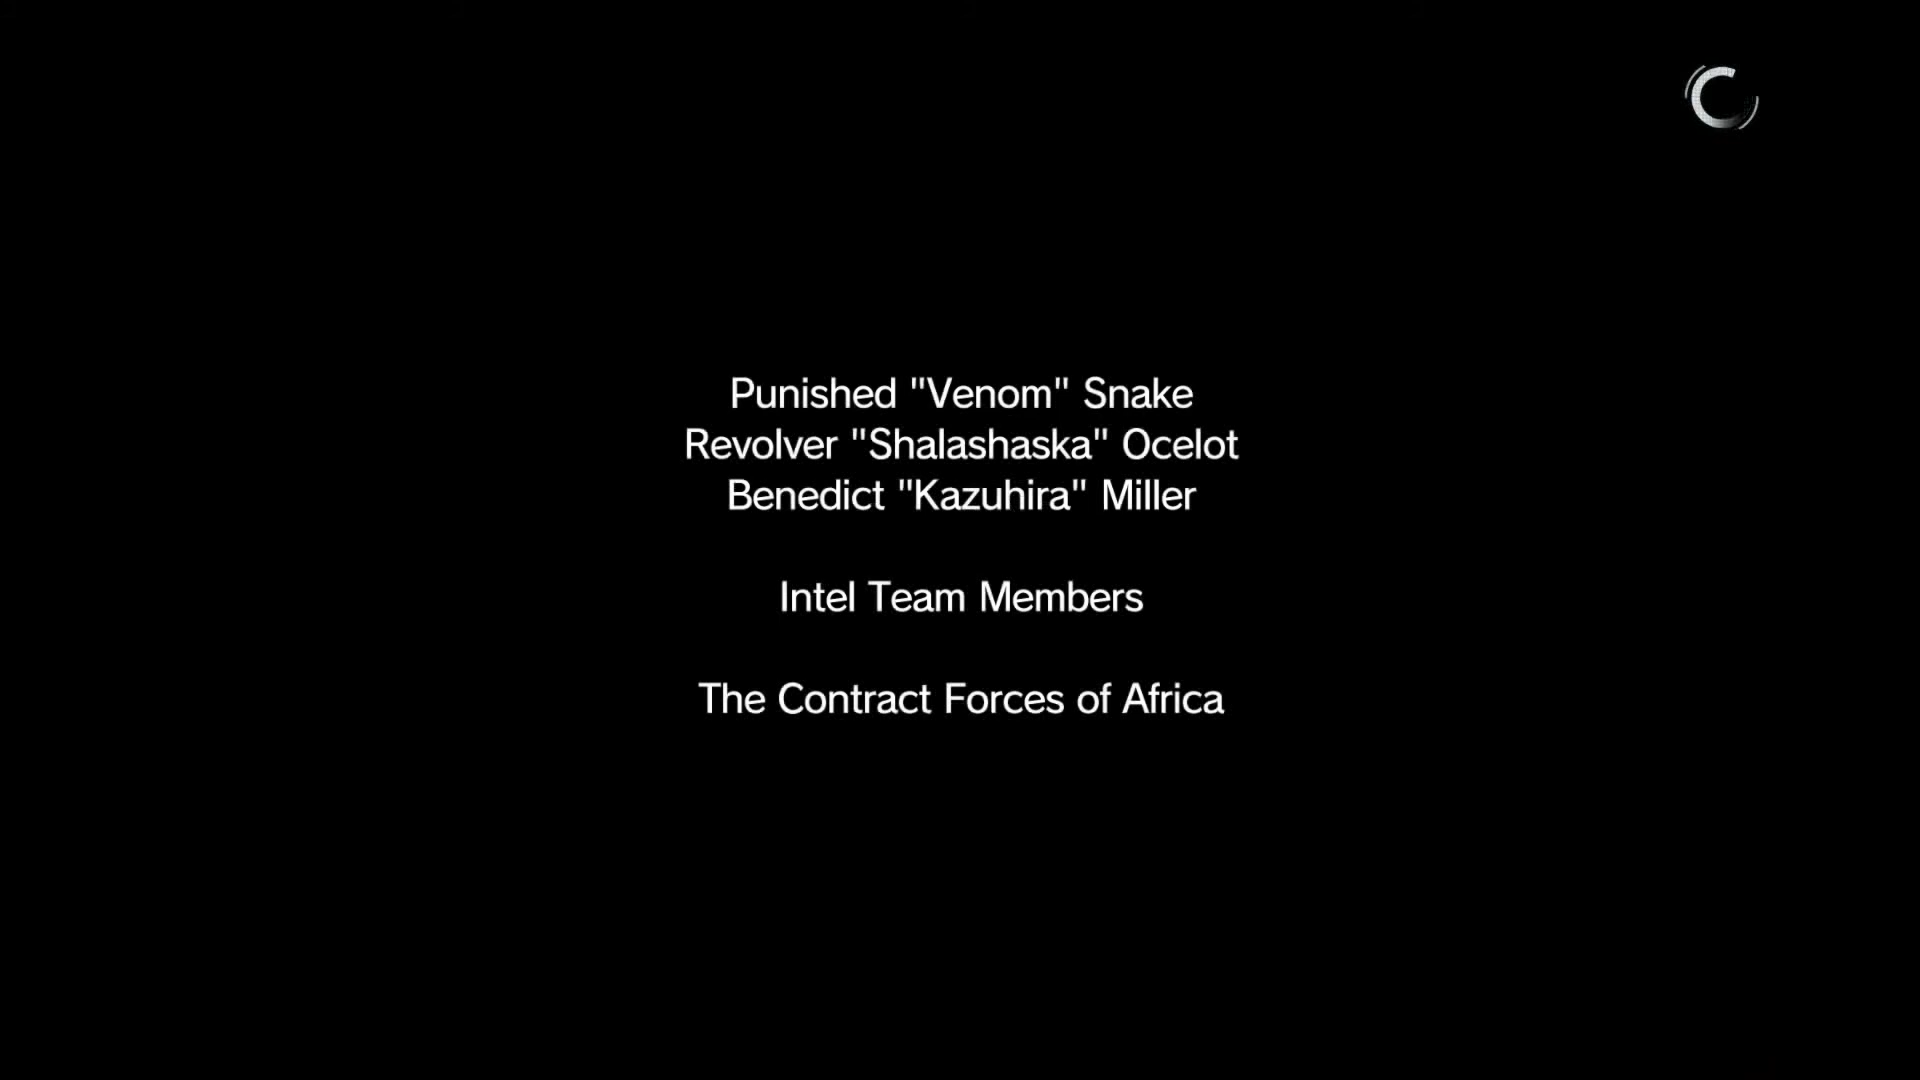 Punished "Venom" Snake
Revolver "Shalashaska" Ocelot
Benedict "Kazuhira" Miller
Intel Team Members
The Contract Forces of Africa